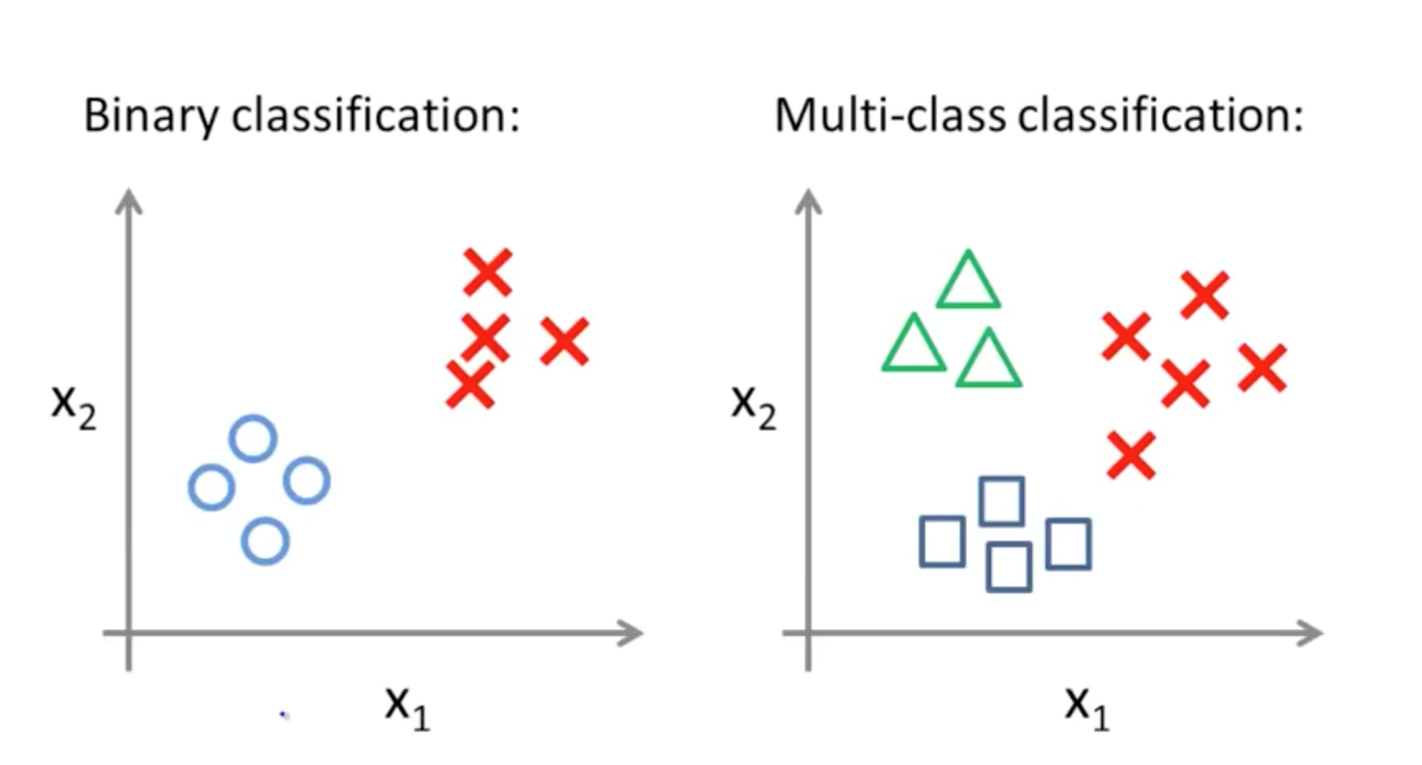 Binary classification:
x₂
x₁
Multi-class classification:
x₂
x₁